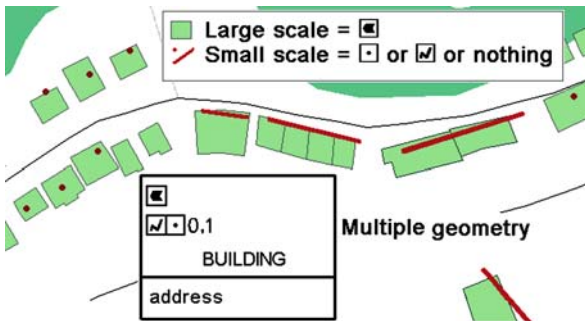 Large scale =
Small scale = or or nothing
0,1
Multiple geometry
BUILDING
address